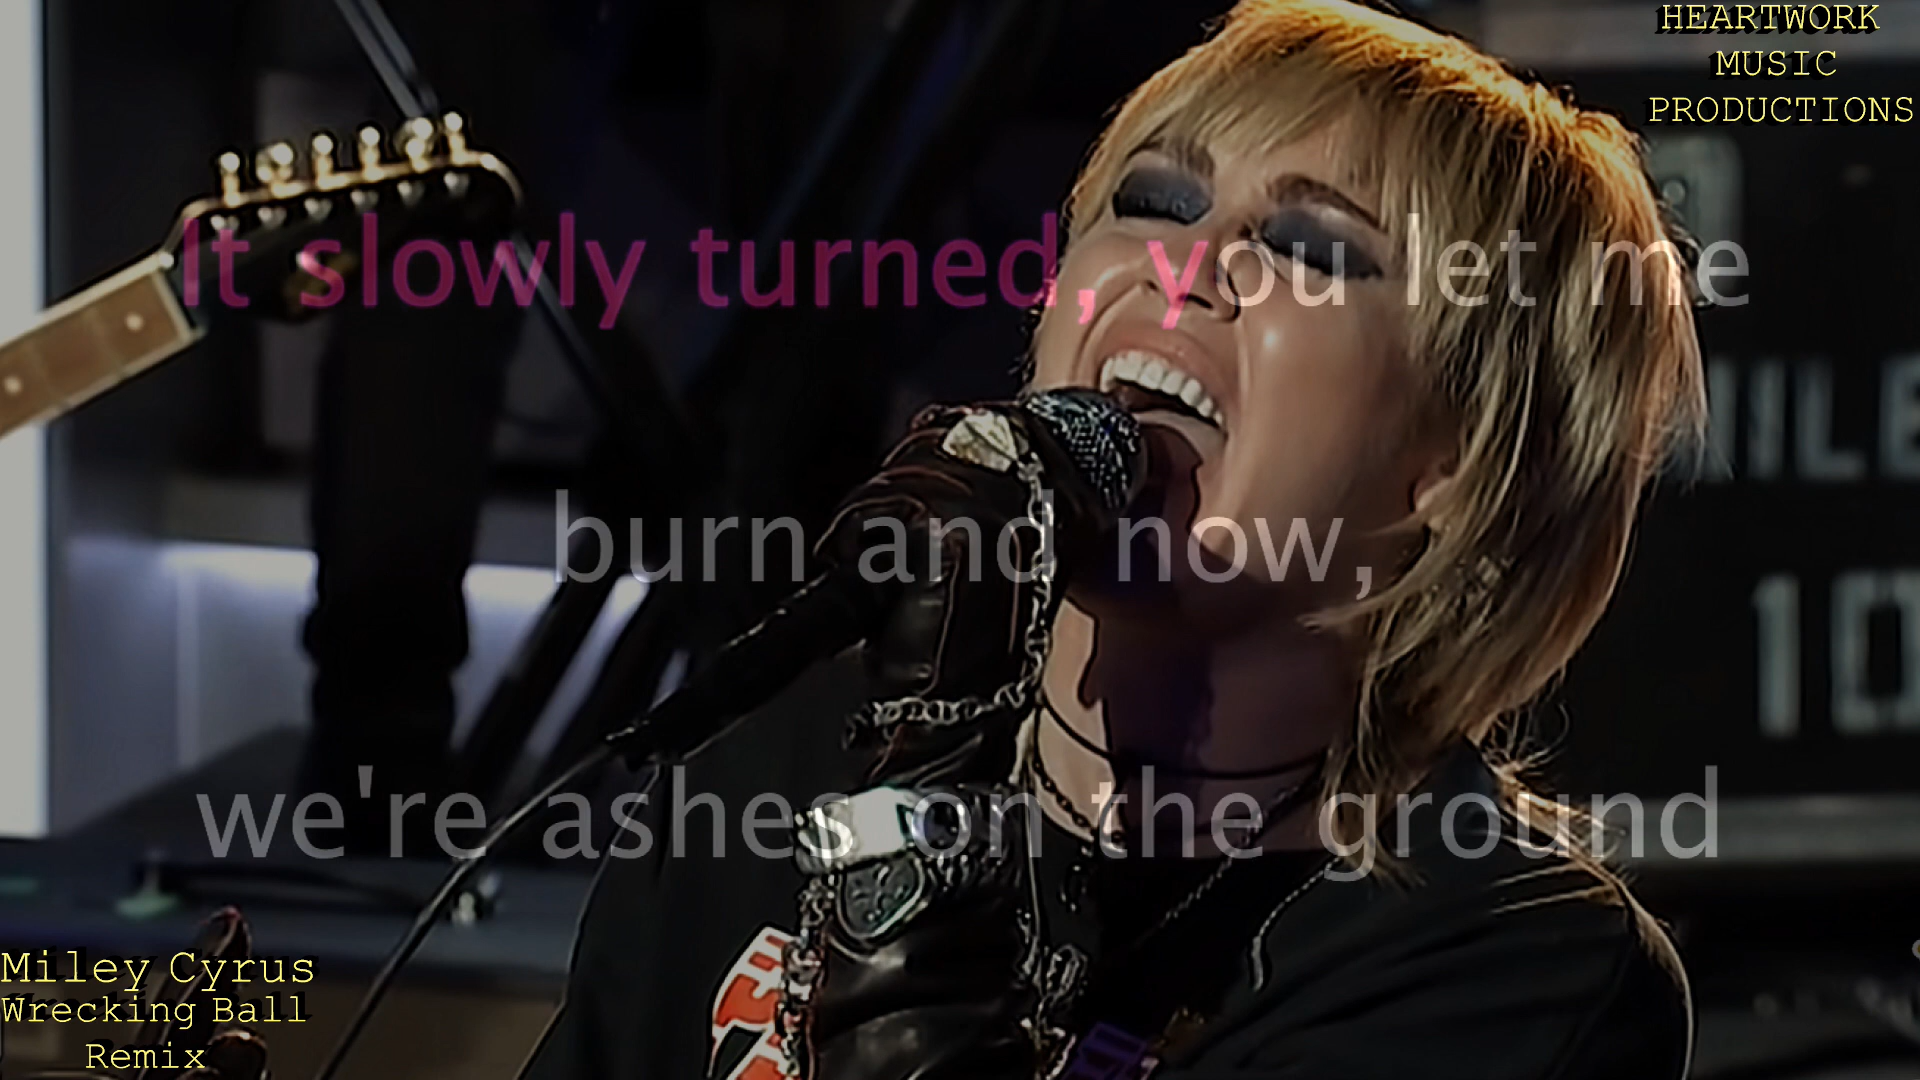 HEARTWORK
MUSIC
PRODUCTIONS
It slowly turned, you let me
burn and now,
we're ashes on the ground
Miley Cyrus
Wrecking Ball
Remix
10